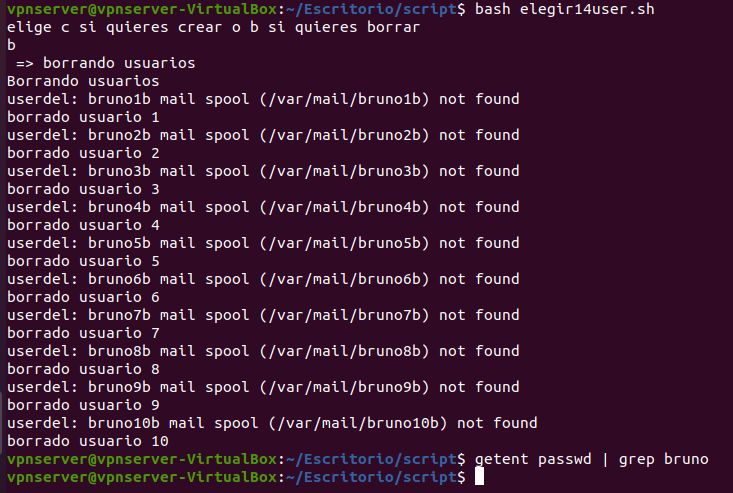 vpnserver@vpnserver-VirtualBox:~/Escritorio/script$ bash elegir14user.sh
elige c si quieres crear o b si quieres borrar
b
 => borrando usuarios
Borrando usuarios
userdel: bruno1b mail spool (/var/mail/bruno1b) not found
borrado usuario 1
userdel: bruno2b mail spool (/var/mail/bruno2b) not found
borrado usuario 2
userdel: bruno3b mail spool (/var/mail/bruno3b) not found
borrado usuario 3
userdel: bruno4b mail spool (/var/mail/bruno4b) not found
borrado usuario 4
userdel: bruno5b mail spool (/var/mail/bruno5b) not found
borrado usuario 5
userdel: bruno6b mail spool (/var/mail/bruno6b) not found
borrado usuario 6
userdel: bruno7b mail spool (/var/mail/bruno7b) not found
borrado usuario 7
userdel: bruno8b mail spool (/var/mail/bruno8b) not found
borrado usuario 8
userdel: bruno9b mail spool (/var/mail/bruno9b) not found
borrado usuario 9
userdel: bruno10b mail spool (/var/mail/bruno10b) not found
borrado usuario 10
vpnserver@vpnserver-VirtualBox:~/Escritorio/script$ getent passwd | grep bruno
vpnserver@vpnserver-VirtualBox:~/Escritorio/script$